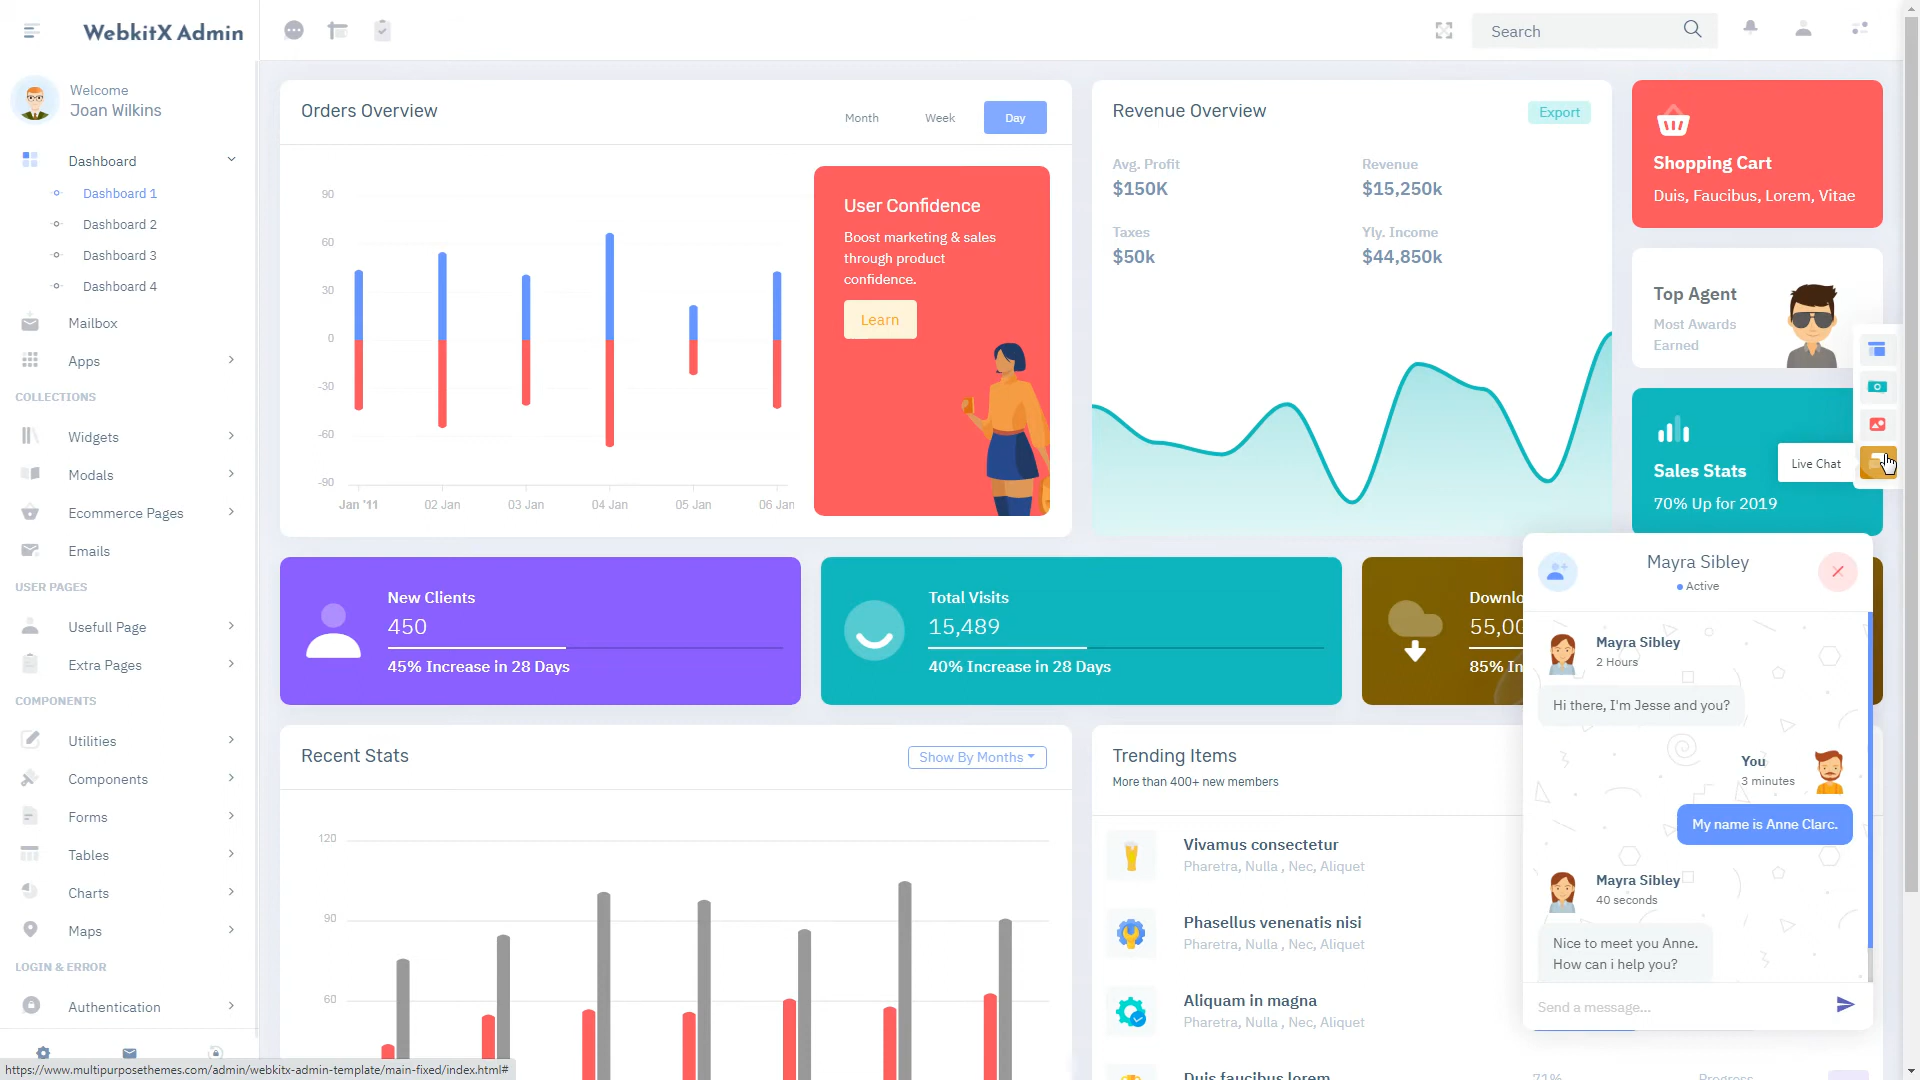 WebkitX Admin
Search
Welcome
Joan Wilkins
Dashboard
Dashboard 1
Dashboard 2
Dashboard 3
Dashboard 4
Mailbox
Apps
COLLECTIONS
Widgets
Modals
Ecommerce Pages
Emails
USER PAGES
Usefull Page
Extra Pages
COMPONENTS
Utilities
Components
Forms
Tables
Charts
Maps
LOGIN & ERROR
Authentication
https://www.multipurposethemes.com/admin/webkitx-admin-template/main-fixed/index.html#
Orders Overview
Month Week Day
90
60
30
0
-30
-60
-90
Jan '11 02 Jan 03 Jan 04 Jan 05 Jan 06 Jan
User Confidence
Boost marketing & sales
through product
confidence.
Learn
Revenue Overview
Export
Avg. Profit
$150K
Revenue
$15,250k
Taxes
$50k
Yly. Income
$44,850k
Shopping Cart
Duis, Faucibus, Lorem, Vitae
Top Agent
Most Awards
Earned
Sales Stats
70% Up for 2019
Live Chat
New Clients
450
45% Increase in 28 Days
Total Visits
15,489
40% Increase in 28 Days
Downlo
55,00
85% In
Recent Stats
Show By Months
120
90
60
Trending Items
More than 400+ new members
Vivamus consectetur
Pharetra, Nulla , Nec, Aliquet
Phasellus venenatis nisi
Pharetra, Nulla , Nec, Aliquet
Aliquam in magna
Pharetra, Nulla , Nec, Aliquet
Duis faucibus lorem
71%
Progress
Mayra Sibley
Active
Mayra Sibley
2 Hours
Hi there, I'm Jesse and you?
You
3 minutes
My name is Anne Clarc.
Mayra Sibley
40 seconds
Nice to meet you Anne.
How can i help you?
Send a message...